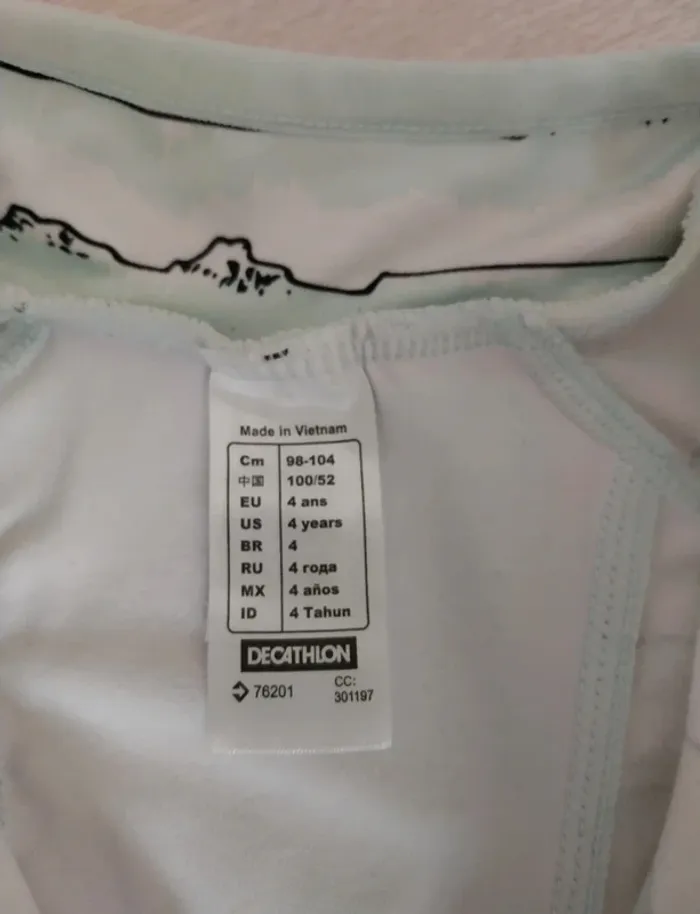 Made in Vietnam
Cm 98-104
中国 100/52
EU 4 ans
US 4 years
BR 4
RU 4 года
MX 4 años
ID 4 Tahun
DECATHLON
76201 CC:
301197